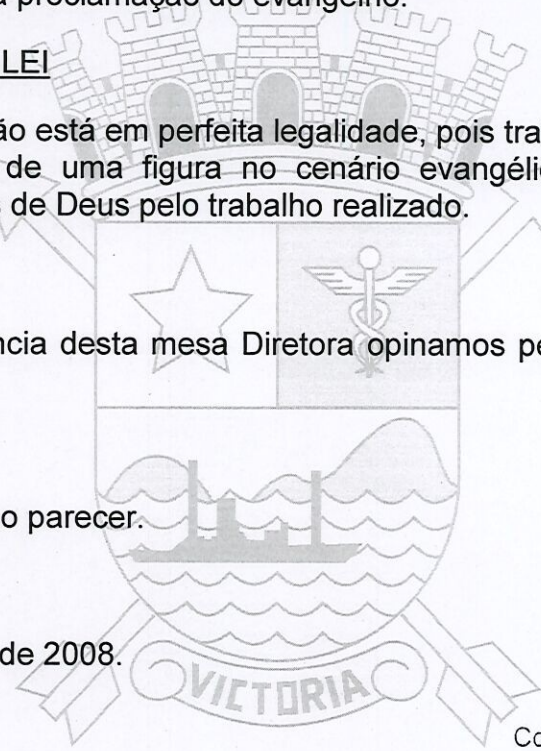 proclamação do evangelho.
LEI
ão está em perfeita legalidade, pois tra
de uma figura no cenário evangéli
de Deus pelo trabalho realizado.
ncia desta mesa Diretora opinamos pe
o parecer.
de 2008.
VICTORIA
Co